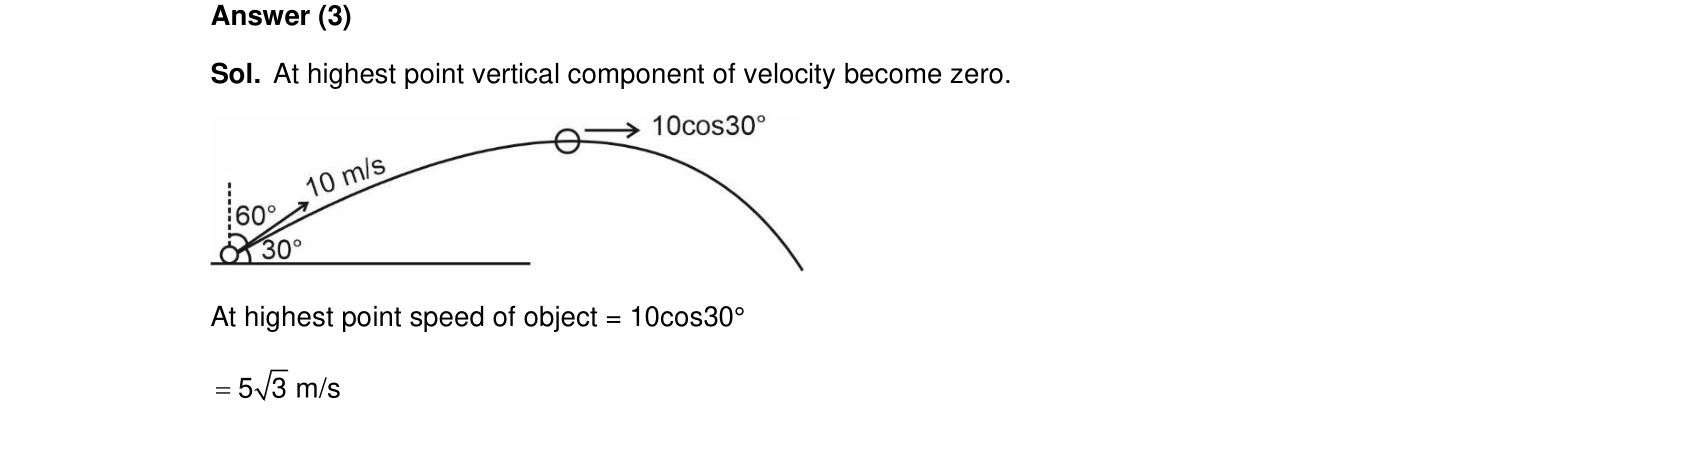 Answer (3)
Sol. At highest point vertical component of velocity become zero.
10cos30°
10 m/s
60°
30°
At highest point speed of object = 10cos30°
= 5√3 m/s